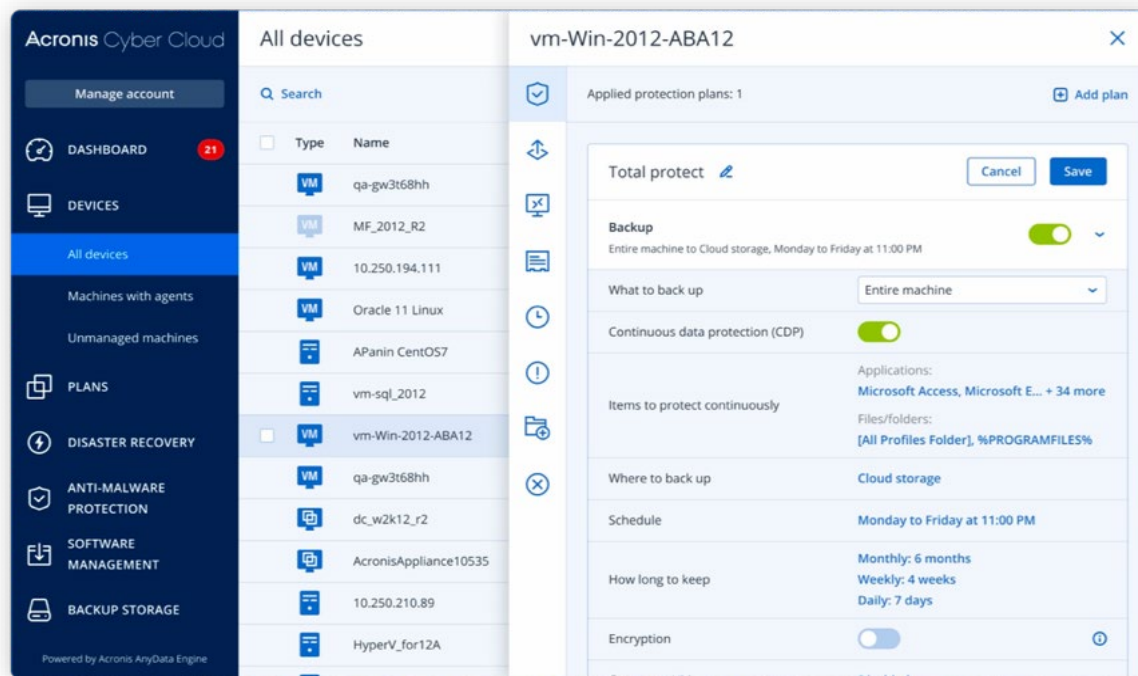 Acronis Cyber Cloud
Manage account
DASHBOARD 21
DEVICES
All devices
Machines with agents
Unmanaged machines
PLANS
DISASTER RECOVERY
ANTI-MALWARE
PROTECTION
SOFTWARE
MANAGEMENT
BACKUP STORAGE
Powered by Acronis AnyData Engine
All devices
Search
Type Name
VM qa-gw3t68hh
VM MF_2012_R2
VM 10.250.194.111
VM Oracle 11 Linux
APanin CentOS7
vm-sql_2012
VM vm-Win-2012-ABA12
VM qa-gw3t68hh
dc_w2k12_r2
AcronisAppliance10535
10.250.210.89
HyperV_for12A
vm-Win-2012-ABA12
Applied protection plans: 1 Add plan
Total protect Cancel Save
Backup
Entire machine to Cloud storage, Monday to Friday at 11:00 PM
What to back up Entire machine
Continuous data protection (CDP)
Items to protect continuously
Applications:
Microsoft Access, Microsoft E... + 34 more
Files/folders:
[All Profiles Folder], %PROGRAMFILES%
Where to back up Cloud storage
Schedule Monday to Friday at 11:00 PM
How long to keep
Monthly: 6 months
Weekly: 4 weeks
Daily: 7 days
Encryption